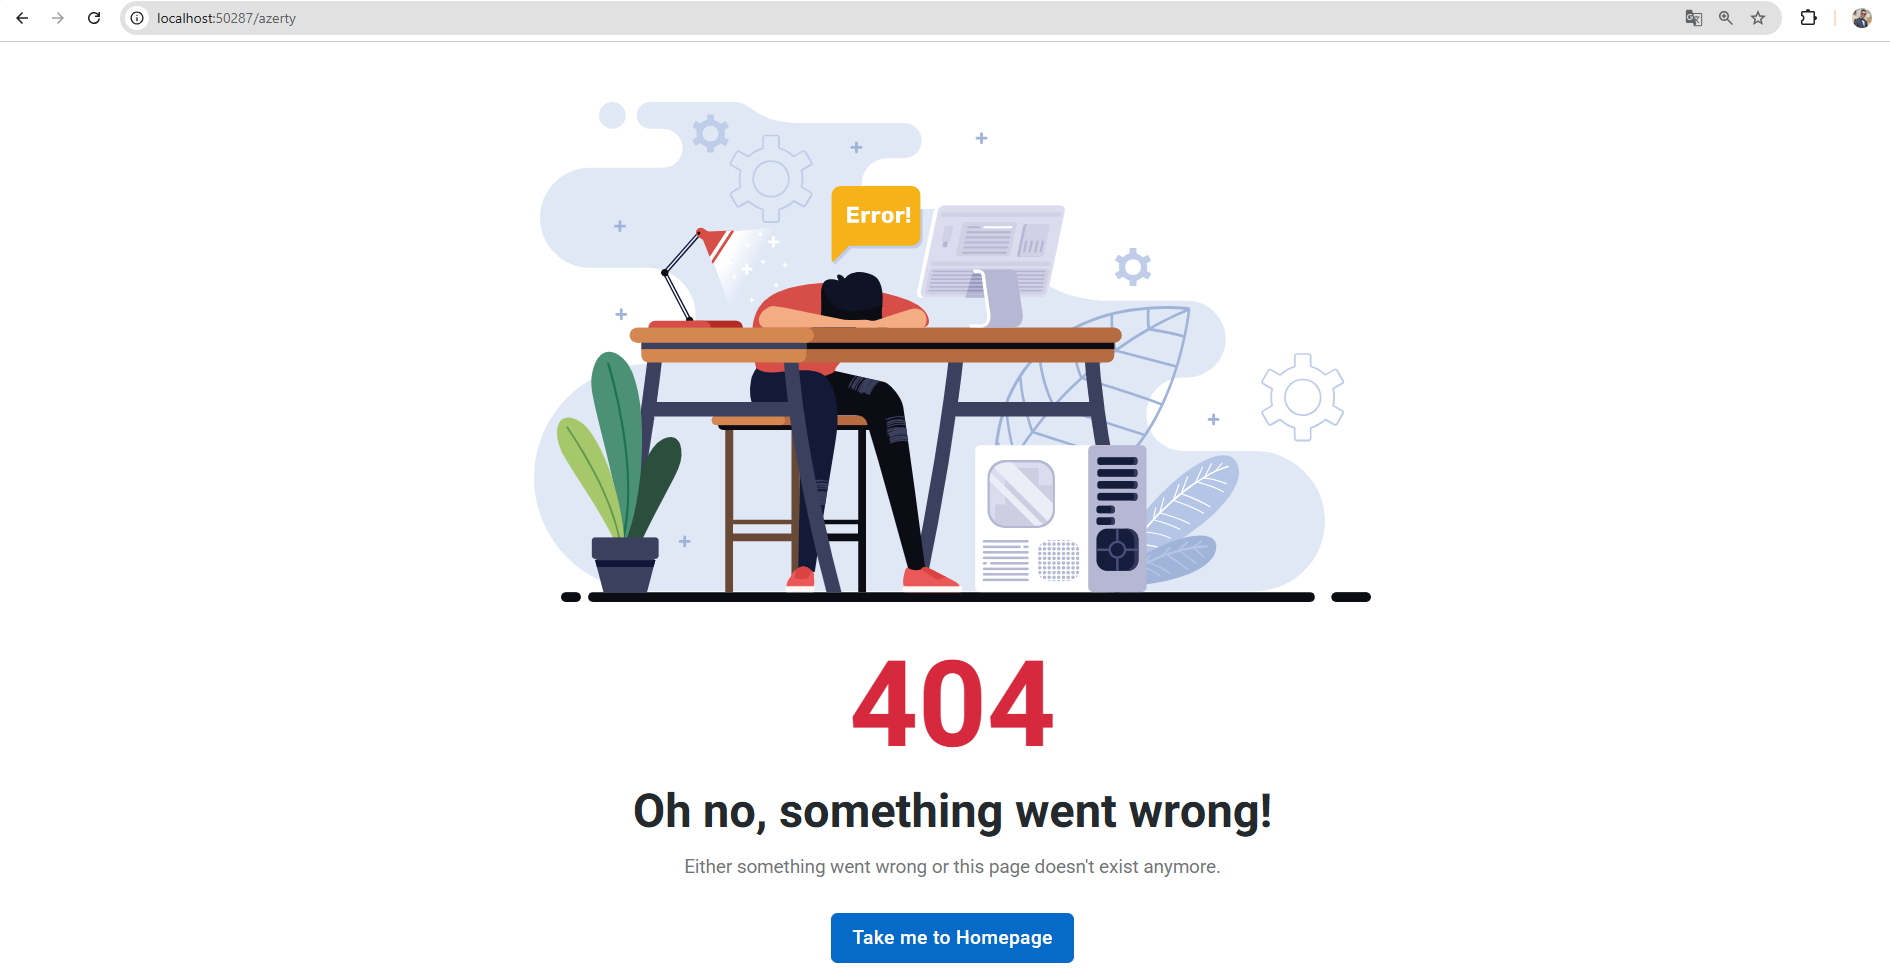 localhost:50287/azerty
Error!
404
Oh no, something went wrong!
Either something went wrong or this page doesn't exist anymore.
Take me to Homepage